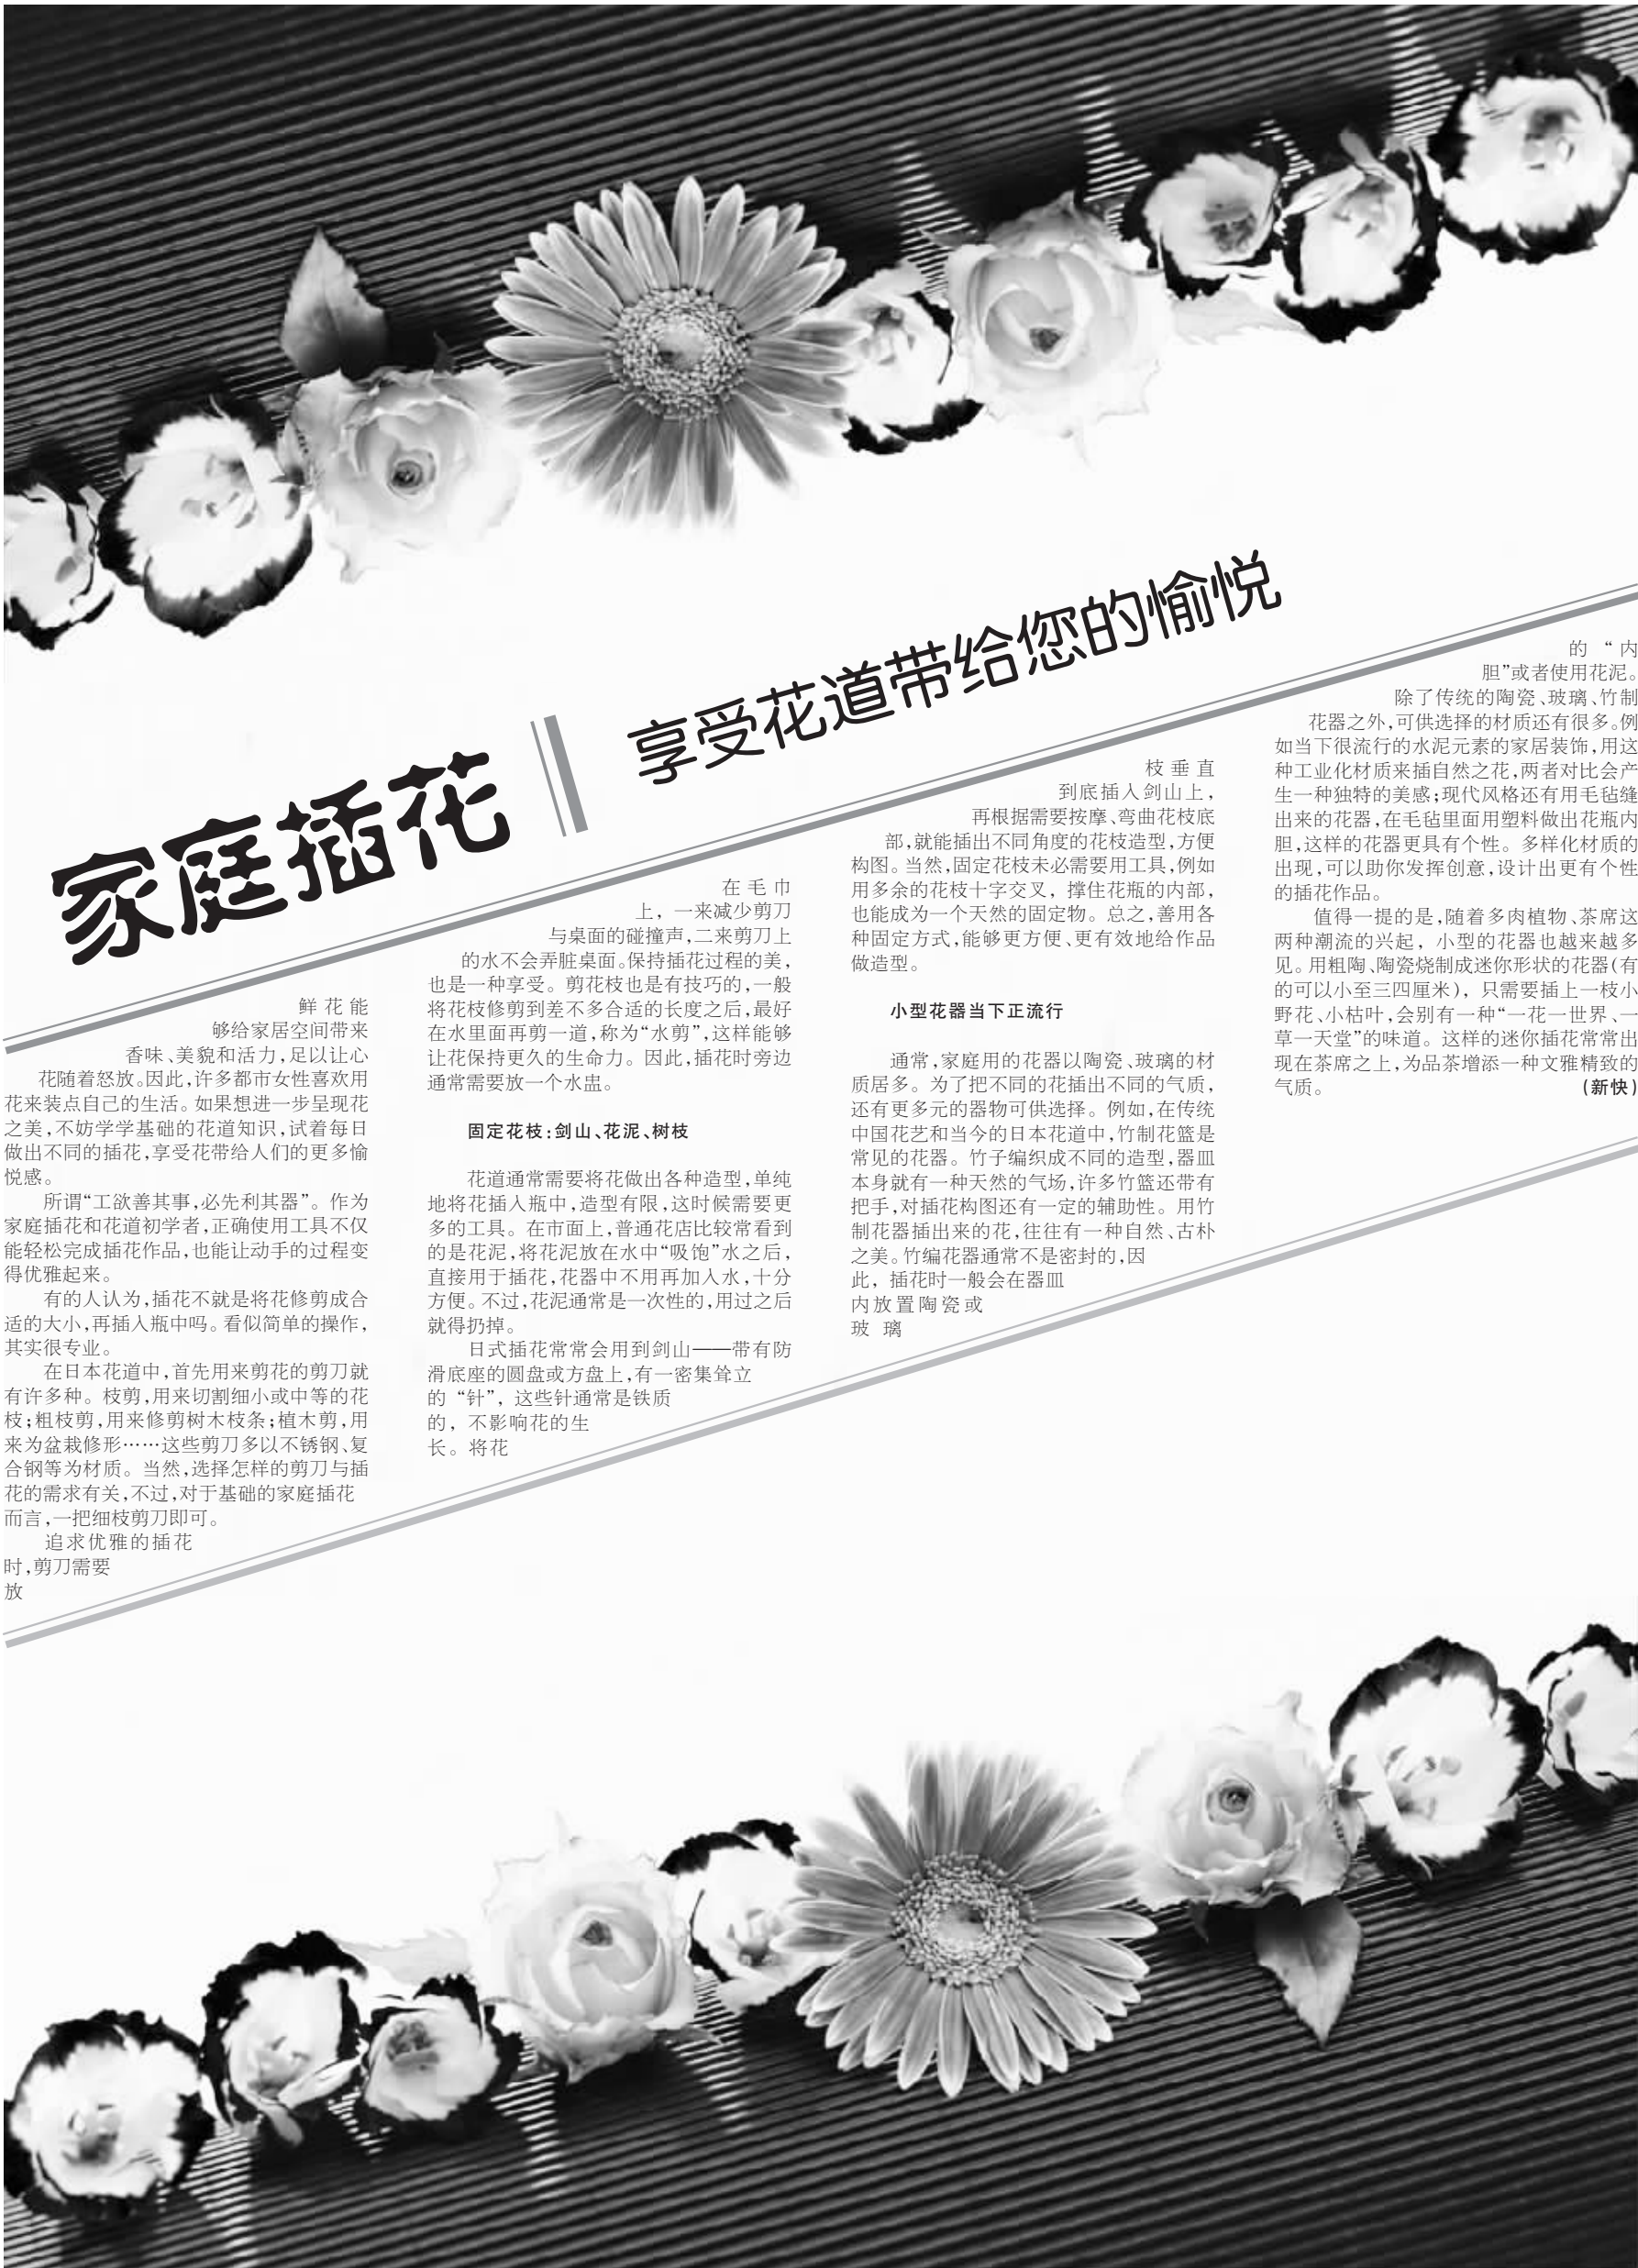 家庭插花
享受花道带给您的愉悦
鲜花能
够给家居空间带来
香味、美貌和活力，足以让心
花随着怒放。因此，许多都市女性喜欢用
花来装点自己的生活。如果想进一步呈现花
之美，不妨学学基础的花道知识，试着每日
做出不同的插花，享受花带给人们的更多愉
悦感。
所谓“工欲善其事，必先利其器”。作为
家庭插花和花道初学者，正确使用工具不仅
能轻松完成插花作品，也能让动手的过程变
得优雅起来。
有的人认为，插花不就是将花修剪成合
适的大小，再插入瓶中吗。看似简单的操作，
其实很专业。
在日本花道中，首先用来剪花的剪刀就
有许多种。枝剪，用来切割细小或中等的花
枝；粗枝剪，用来修剪树木枝条；植木剪，用
来为盆栽修形……这些剪刀多以不锈钢、复
合钢等为材质。当然，选择怎样的剪刀与插
花的需求有关，不过，对于基础的家庭插花
而言，一把细枝剪刀即可。
追求优雅的插花
时，剪刀需要
放
在毛巾
上，一来减少剪刀
与桌面的碰撞声，二来剪刀上
的水不会弄脏桌面。保持插花过程的美，
也是一种享受。剪花枝也是有技巧的，一般
将花枝修剪到差不多合适的长度之后，最好
在水里面再剪一道，称为“水剪”，这样能够
让花保持更久的生命力。因此，插花时旁边
通常需要放一个水盅。
固定花枝：剑山、花泥、树枝
花道通常需要将花做出各种造型，单纯
地将花插入瓶中，造型有限，这时候需要更
多的工具。在市面上，普通花店比较常看到
的是花泥，将花泥放在水中“吸饱”水之后，
直接用于插花，花器中不用再加入水，十分
方便。不过，花泥通常是一次性的，用过之后
就得扔掉。
日式插花常常会用到剑山——带有防
滑底座的圆盘或方盘上，有一密集耸立
的“针”，这些针通常是铁质
的，不影响花的生
长。将花
枝垂直
到底插入剑山上，
再根据需要按摩、弯曲花枝底
部，就能插出不同角度的花枝造型，方便
构图。当然，固定花枝未必需要用工具，例如
用多余的花枝十字交叉，撑住花瓶的内部，
也能成为一个天然的固定物。总之，善用各
种固定方式，能够更方便、更有效地给作品
做造型。
小型花器当下正流行
通常，家庭用的花器以陶瓷、玻璃的材
质居多。为了把不同的花插出不同的气质，
还有更多元的器物可供选择。例如，在传统
中国花艺和当今的日本花道中，竹制花篮是
常见的花器。竹子编织成不同的造型，器皿
本身就有一种天然的气场，许多竹篮还带有
把手，对插花构图还有一定的辅助性。用竹
制花器插出来的花，往往有一种自然、古朴
之美。竹编花器通常不是密封的，因
此，插花时一般会在器皿
内放置陶瓷或
玻璃
的“内
胆”或者使用花泥。
除了传统的陶瓷、玻璃、竹制
花器之外，可供选择的材质还有很多。例
如当下很流行的水泥元素的家居装饰，用这
种工业化材质来插自然之花，两者对比会产
生一种独特的美感；现代风格还有用毛毡缝
出来的花器，在毛毡里面用塑料做出花瓶内
胆，这样的花器更具有个性。多样化材质的
出现，可以助你发挥创意，设计出更有个性
的插花作品。
值得一提的是，随着多肉植物、茶席这
两种潮流的兴起，小型的花器也越来越多
见。用粗陶、陶瓷烧制成迷你形状的花器(有
的可以小至三四厘米)，只需要插上一枝小
野花、小枯叶，会别有一种“一花一世界、一
草一天堂”的味道。这样的迷你插花常常出
现在茶席之上，为品茶增添一种文雅精致的
气质。 (新快)